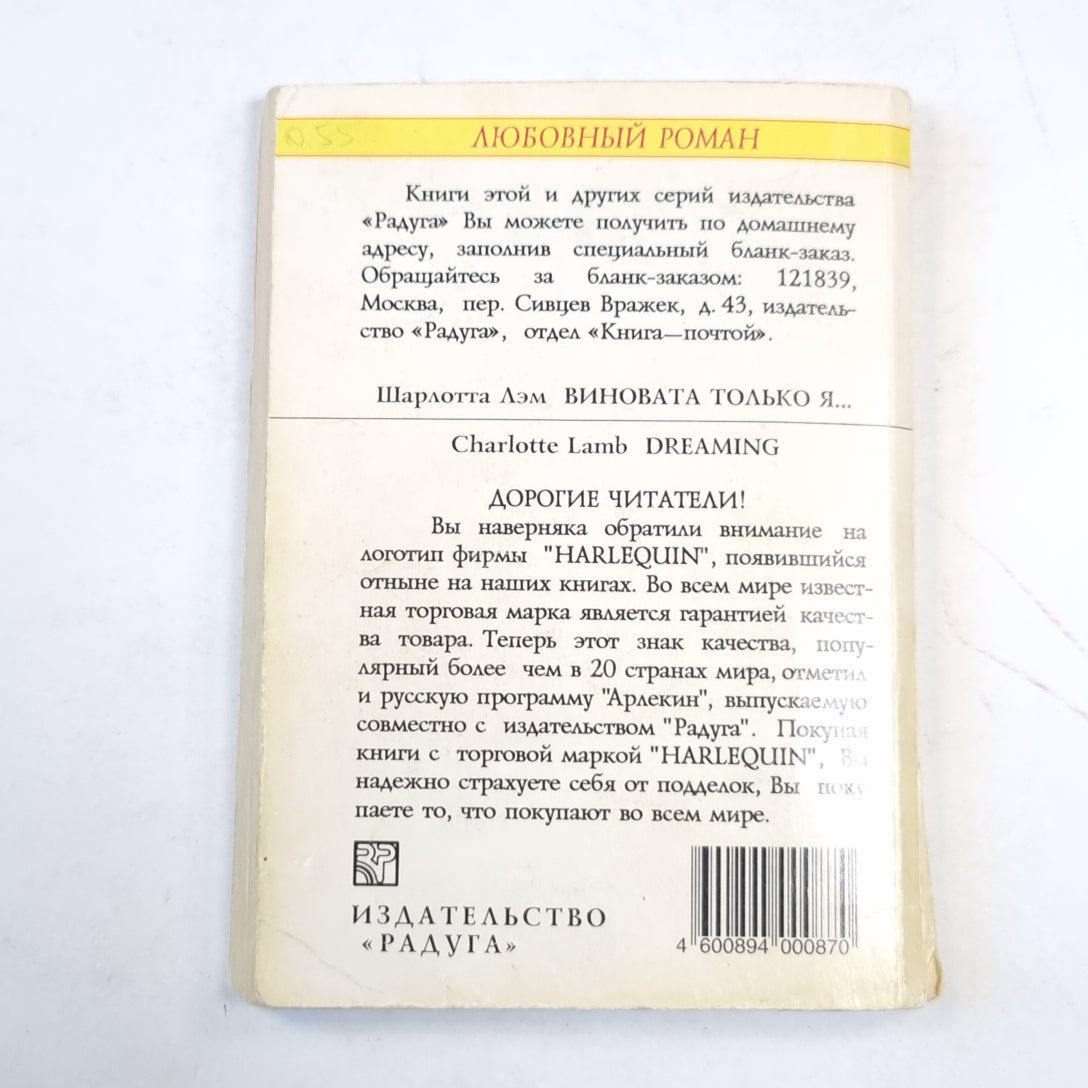 0,55
ЛЮБОВНЫЙ РОМАН
Книги этой и других серий издательства
«Радуга» Вы можете получить по домашнему
адресу, заполнив специальный бланк-заказ.
Обращайтесь за бланк-заказом: 121839,
Москва, пер. Сивцев Вражек, д. 43, издатель-
ство «Радуга», отдел «Книга—почтой».
Шарлотта Лэм ВИНОВАТА ТОЛЬКО Я...
Charlotte Lamb DREAMING
ДОРОГИЕ ЧИТАТЕЛИ!
Вы наверняка обратили внимание на
логотип фирмы "HARLEQUIN", появившийся
отныне на наших книгах. Во всем мире извест-
ная торговая марка является гарантией качест-
ва товара. Теперь этот знак качества, попу-
лярный более чем в 20 странах мира, отметил
и русскую программу "Арлекин", выпускаемую
совместно с издательством "Радуга". Покупая
книги с торговой маркой "HARLEQUIN", Вы
надежно страхуете себя от подделок, Вы поку-
паете то, что покупают во всем мире.
ИЗДАТЕЛЬСТВО
«РАДУГА»
4 600894 000870